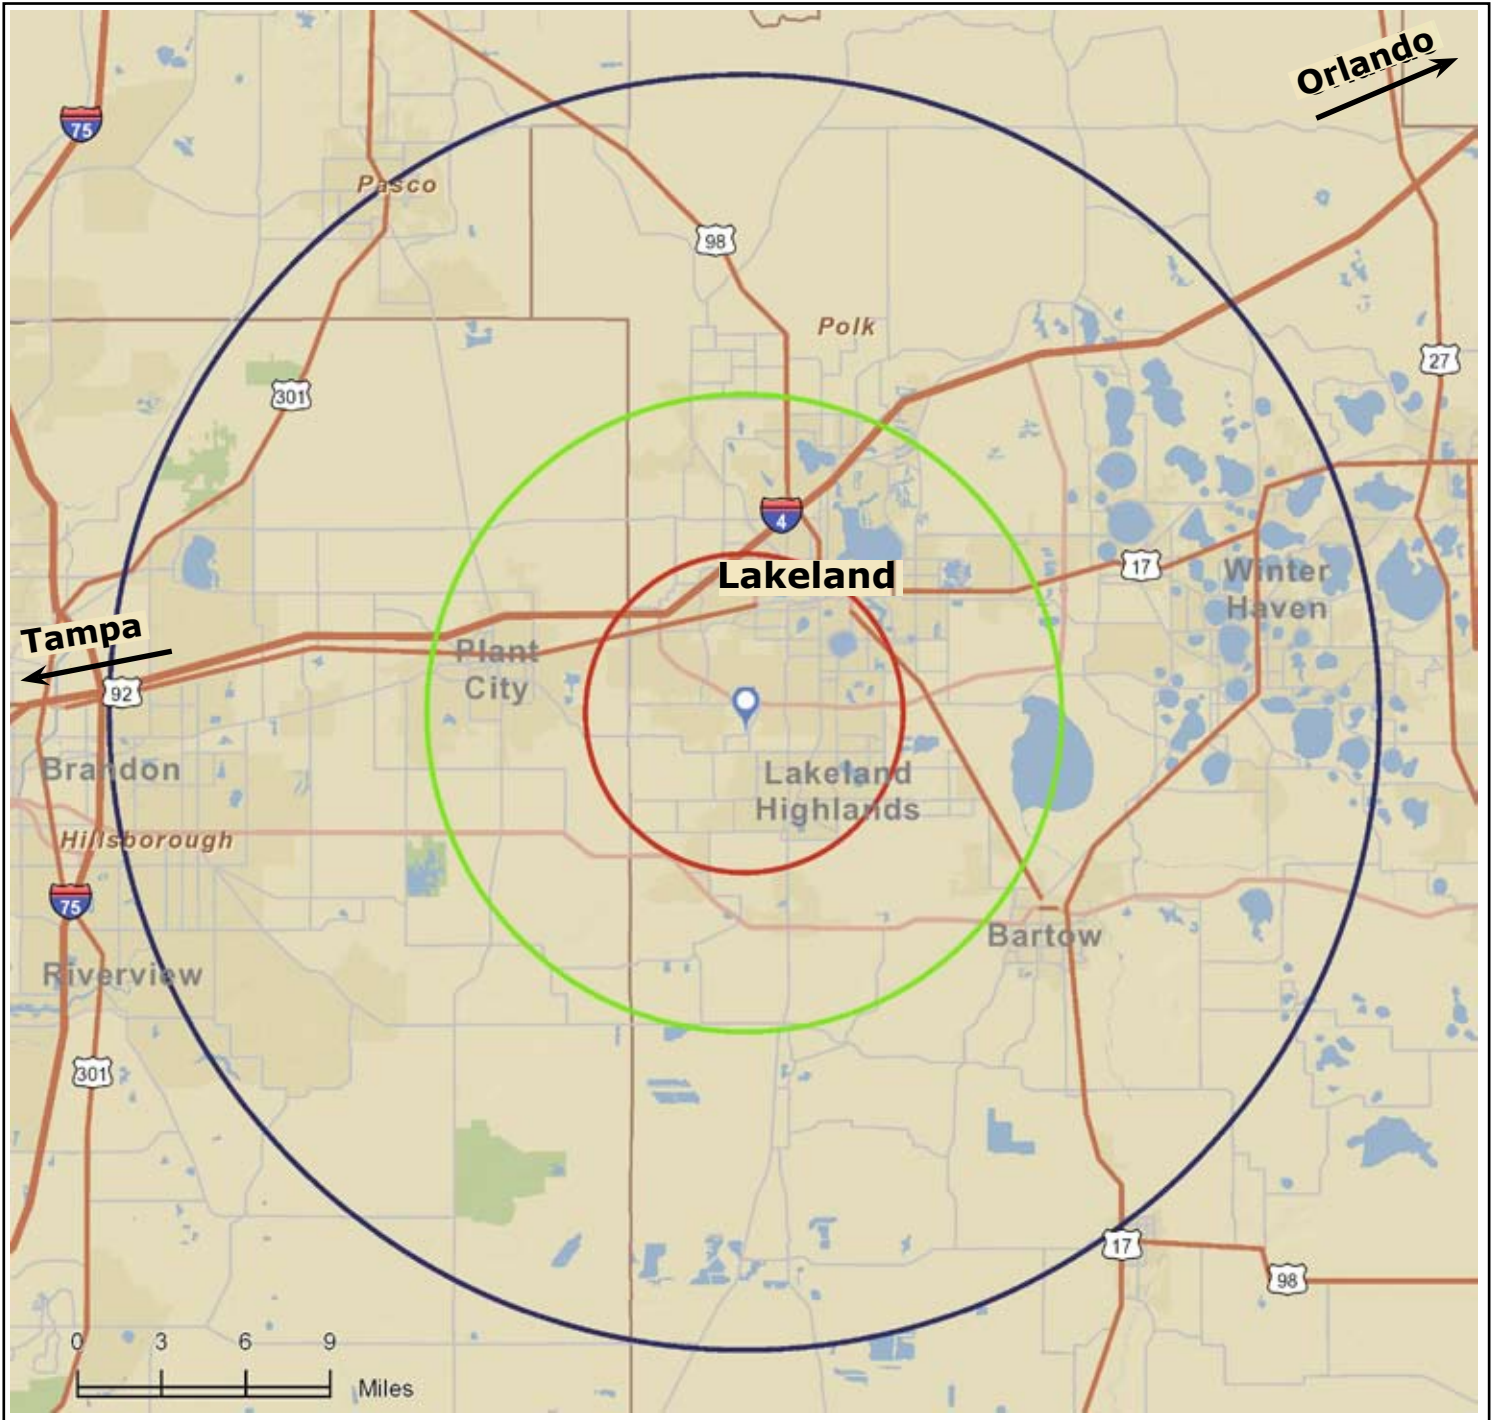 Orlando
75
Pasco
98
Polk
27
301
4
17
Lakeland
Winter
Haven
Tampa
Plant
City
92
Brandon
Lakeland
Highlands
Hillsborough
75
Bartow
Riverview
301
17
98
0 3 6 9
Miles